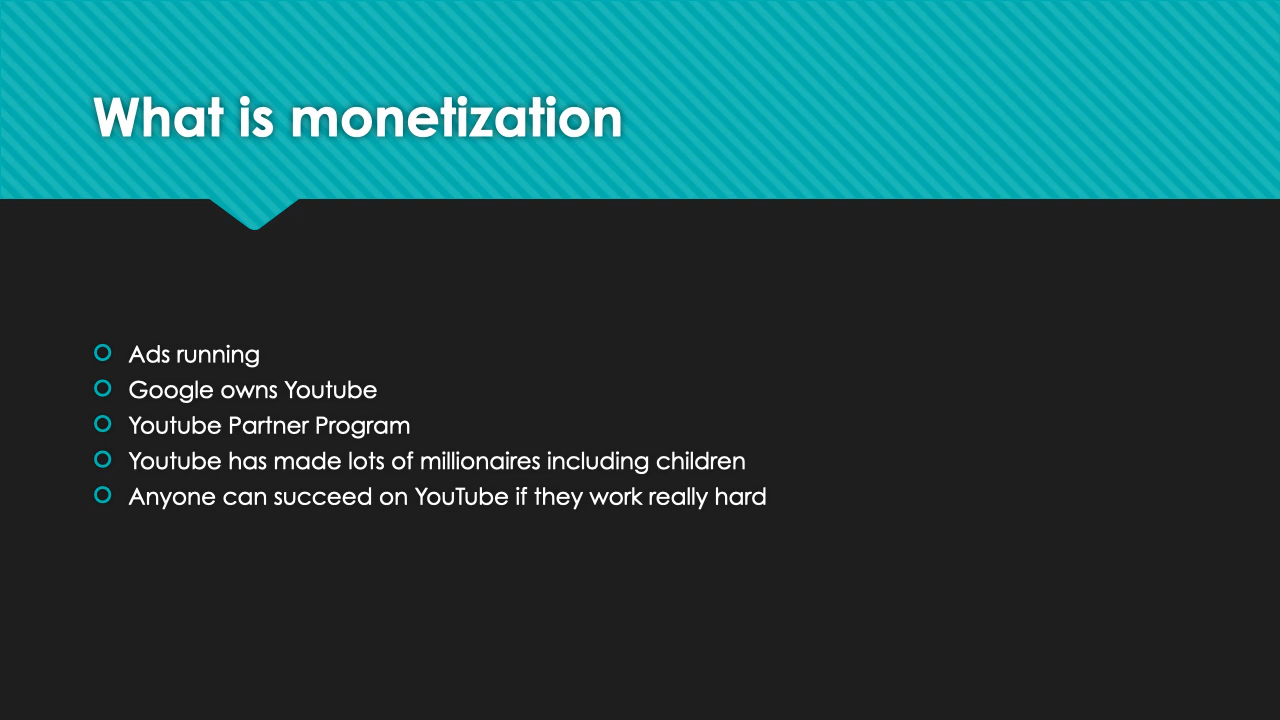 What is monetization
Ads running
Google owns Youtube
Youtube Partner Program
Youtube has made lots of millionaires including children
Anyone can succeed on YouTube if they work really hard